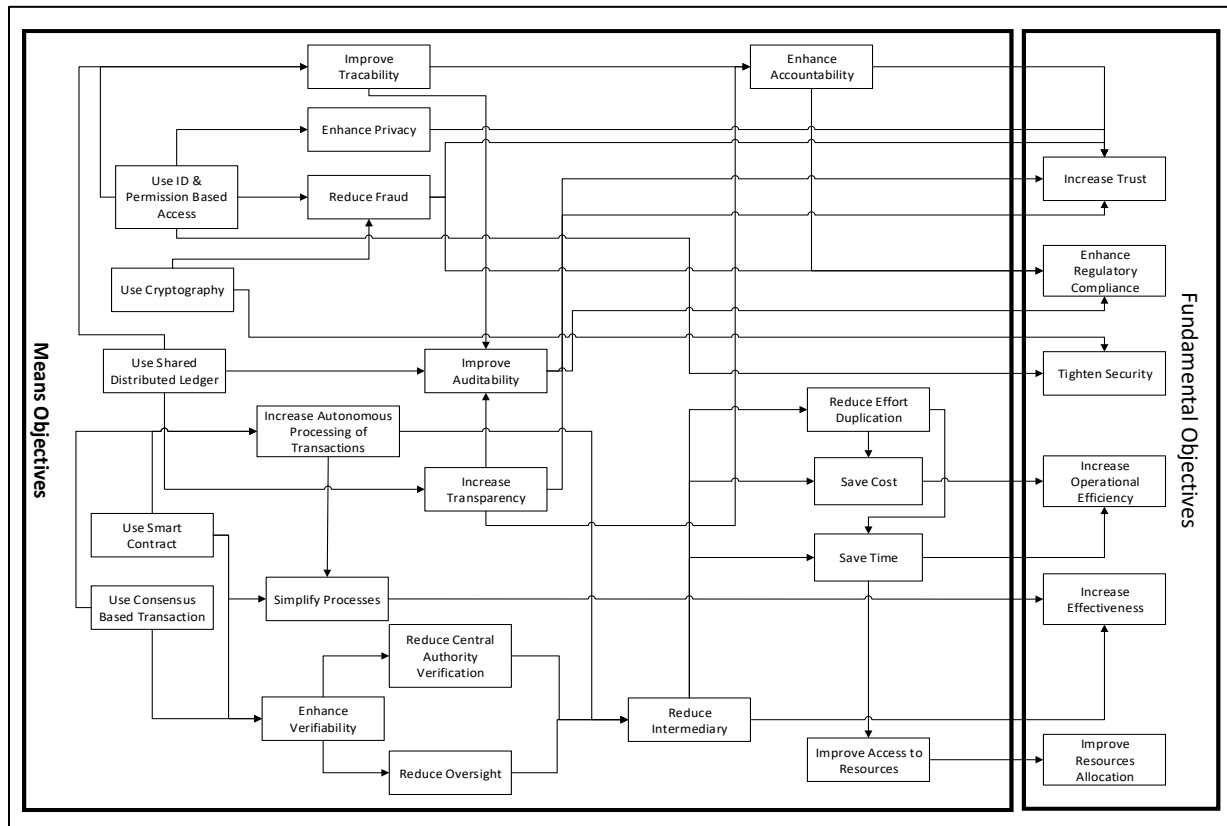 Improve
Tracability
Enhance
Accountability
Enhance Privacy
Use ID &
Permission Based
Access
Reduce Fraud
Increase Trust
Use Cryptography
Enhance
Regulatory
Compliance
Use Shared
Distributed Ledger
Improve
Auditability
Tighten Security
Increase Autonomous
Processing of
Transactions
Reduce Effort
Duplication
Increase
Transparency
Save Cost
Increase
Operational
Efficiency
Use Smart
Contract
Save Time
Use Consensus
Based Transaction
Simplify Processes
Increase
Effectiveness
Reduce Central
Authority
Verification
Enhance
Verifiability
Reduce
Intermediary
Reduce Oversight
Improve Access to
Resources
Improve
Resources
Allocation
Means Objectives
Fundamental Objectives